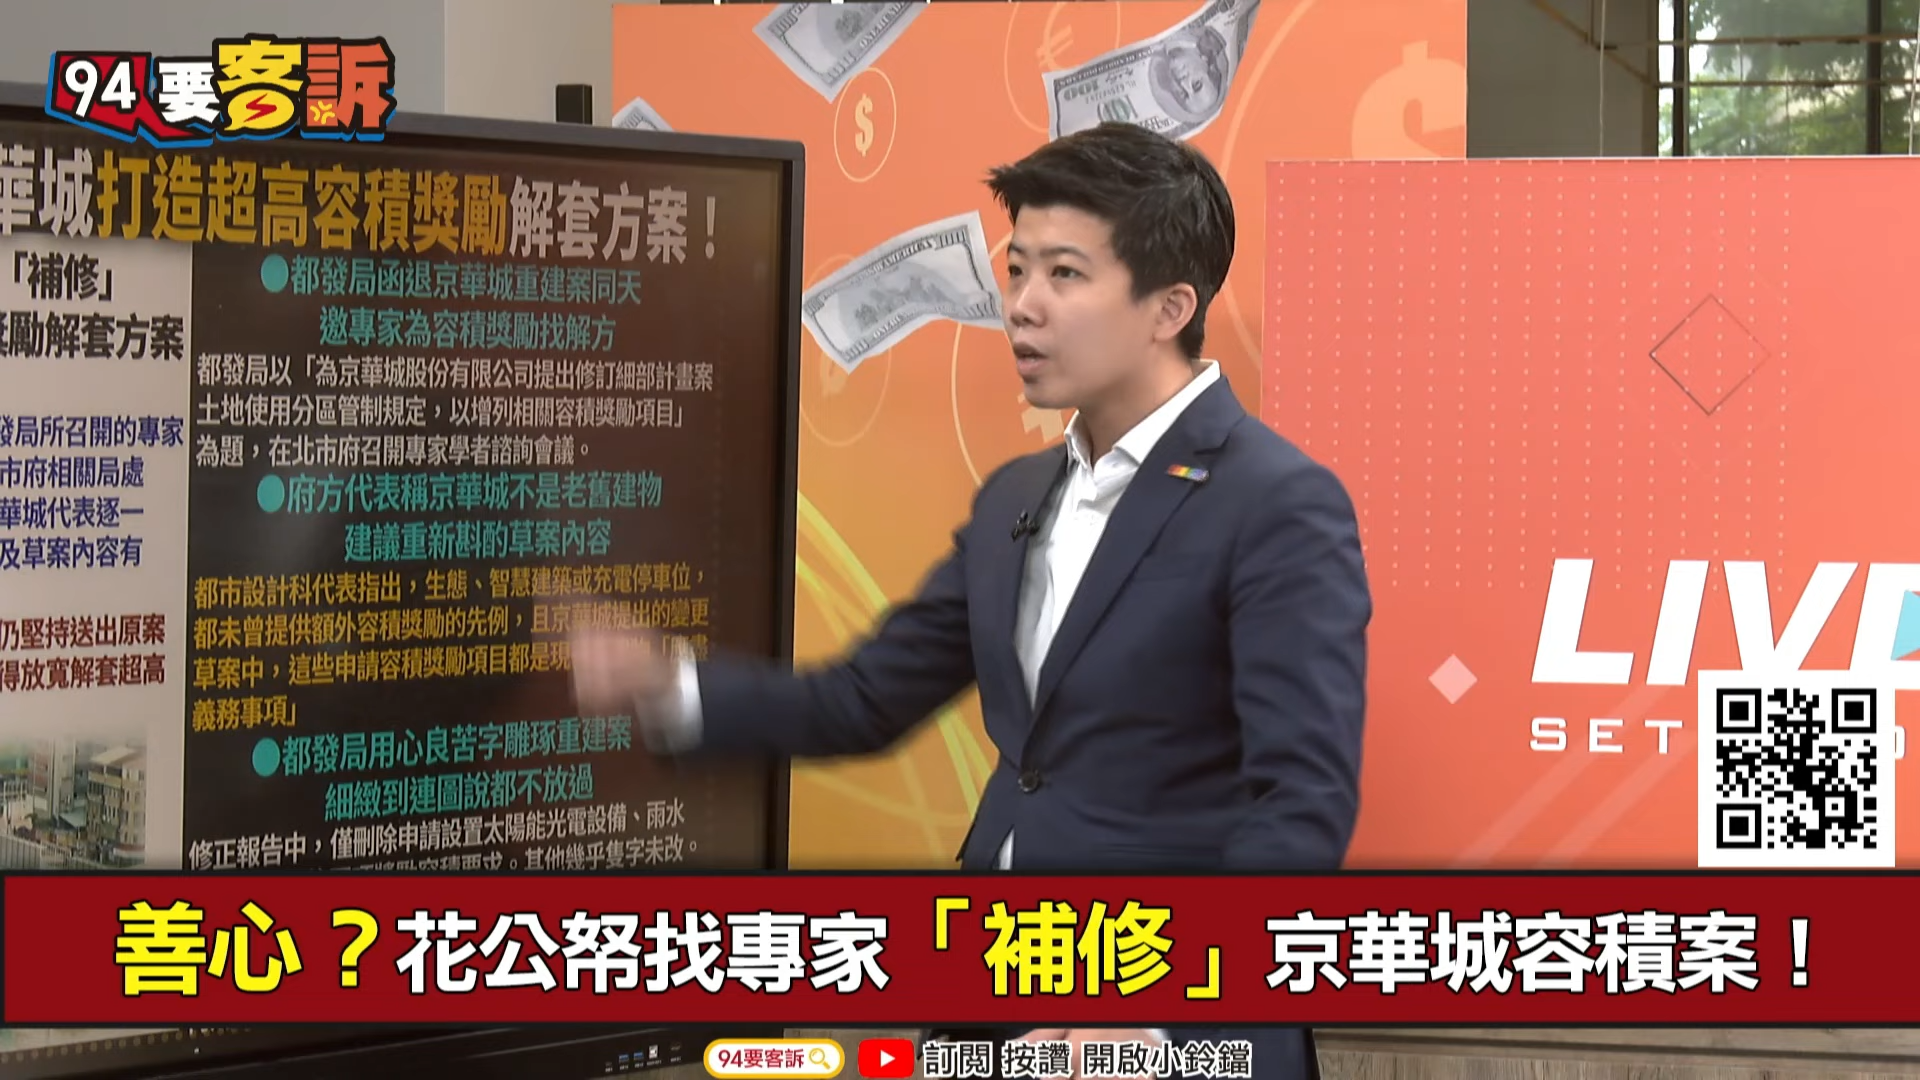 94要客訴
華城打造超高容積獎勵解套方案！
「補修」
獎勵解套方案
發局所召開的專家
市府相關局處
華城代表逐一
及草案內容有
仍堅持送出原案
得放寬解套超高
●都發局函退京華城重建案同天
邀專家為容積獎勵找解方
都發局以「為京華城股份有限公司提出修訂細部計畫案
土地使用分區管制規定，以增列相關容積獎勵項目」
為題，在北市府召開專家學者諮詢會議。
●府方代表稱京華城不是老舊建物
建議重新斟酌草案內容
都市設計科代表指出，生態、智慧建築或充電停車位，
都未曾提供額外容積獎勵的先例，且京華城提出的變更
草案中，這些申請容積獎勵項目都是現
義務事項」
●都發局用心良苦字雕琢重建案
細緻到連圖說都不放過
修正報告中，僅刪除申請設置太陽能光電設備、雨水
獎勵容積要求。其他幾乎隻字未改。
LIVE
SET
善心？花公帑找專家「補修」京華城容積案！
94要客訴
訂閱 按讚 開啟小鈴鐺